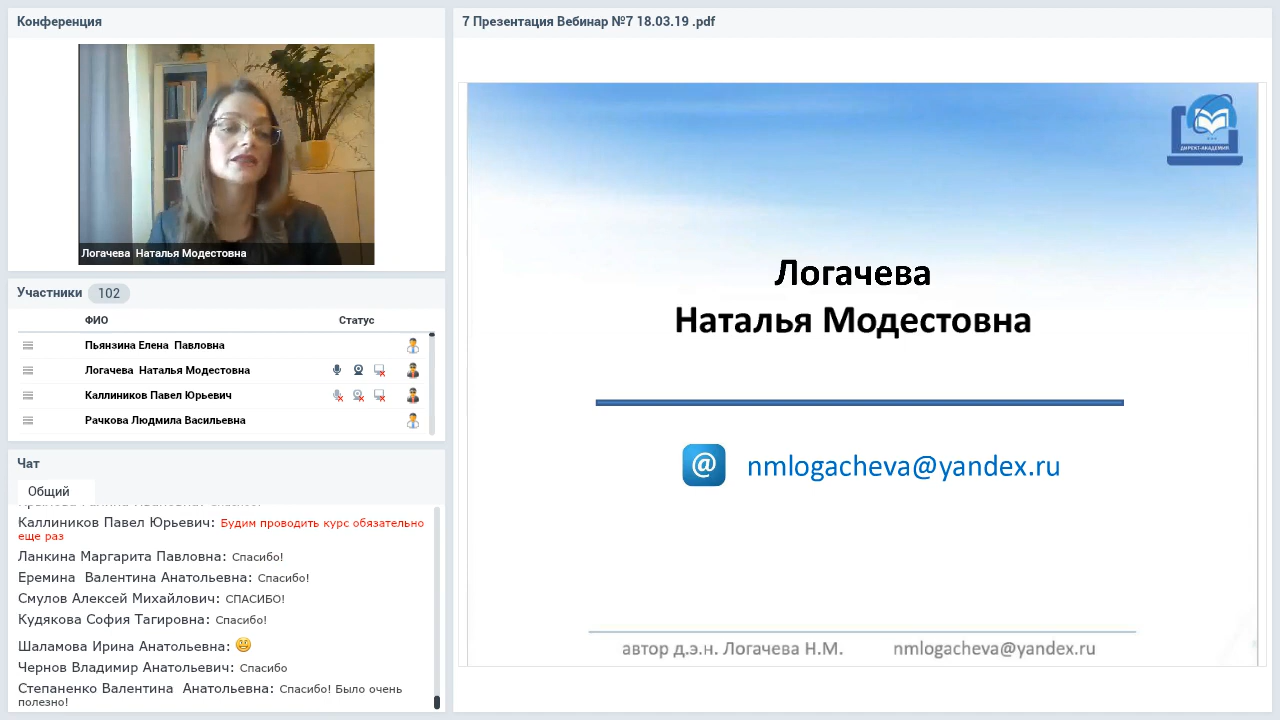 Конференция
Логачева Наталья Модестовна
Участники 102
ФИО Статус
Пьянзина Елена Павловна
Логачева Наталья Модестовна
Каллиников Павел Юрьевич
Рачкова Людмила Васильевна
Чат
Общий
Каллиников Павел Юрьевич: Будим проводить курс обязательно
еще раз
Ланкина Маргарита Павловна: Спасибо!
Еремина Валентина Анатольевна: Спасибо!
Смулов Алексей Михайлович: СПАСИБО!
Кудякова София Тагировна: Спасибо!
Шаламова Ирина Анатольевна:
Чернов Владимир Анатольевич: Спасибо
Степаненко Валентина Анатольевна: Спасибо! Было очень
полезно!
7 Презентация Вебинар №7 18.03.19 .pdf
ДИРЕКТ-АКАДЕМИЯ
Логачева
Наталья Модестовна
@ nmlogacheva@yandex.ru
автор д.э.н. Логачева Н.М. nmlogacheva@yandex.ru